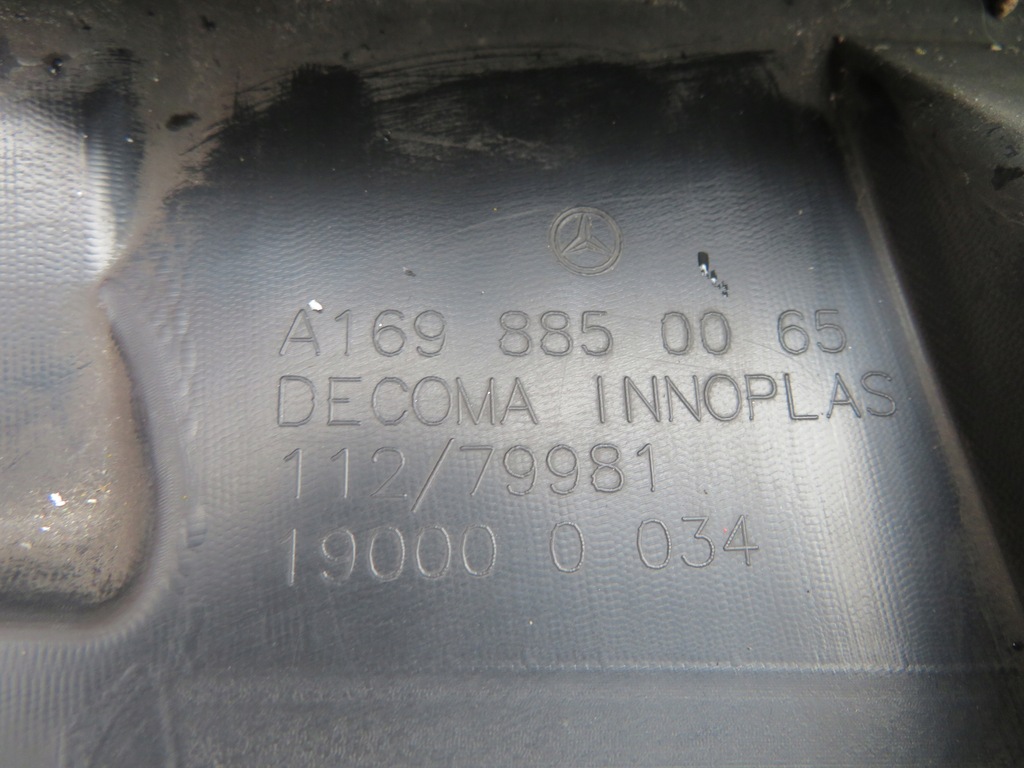 A169 885 00 65
DECOMA INNOPLAS
112/79981
19000 0 034